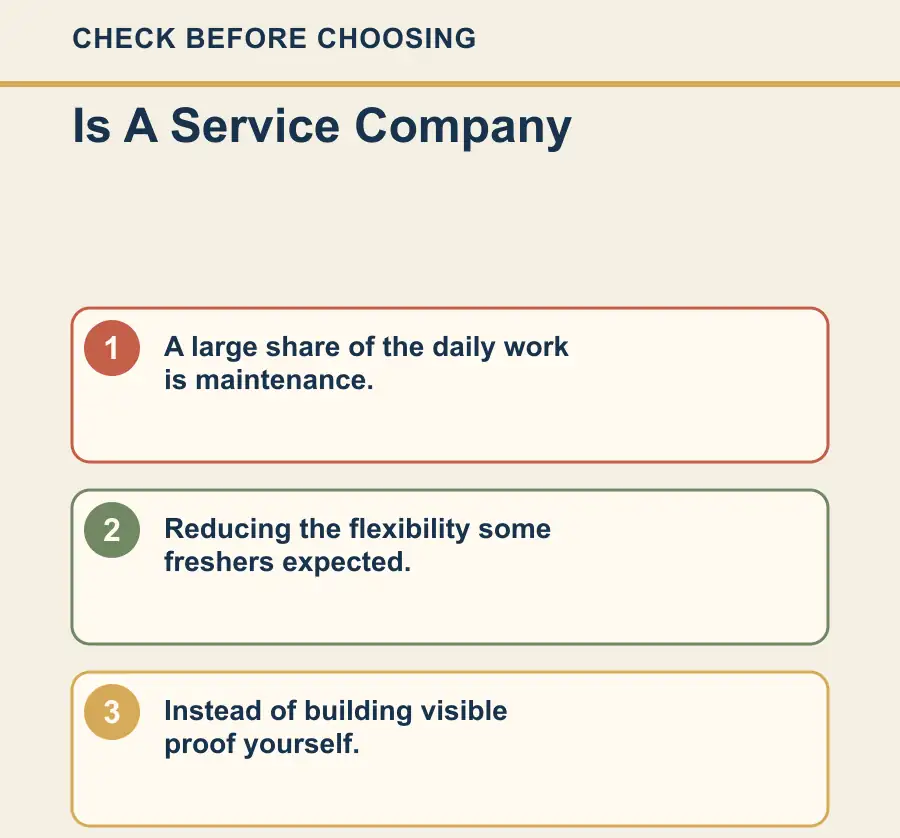 CHECK BEFORE CHOOSING
Is A Service Company
1
A large share of the daily work
is maintenance.
2
Reducing the flexibility some
freshers expected.
3
Instead of building visible
proof yourself.